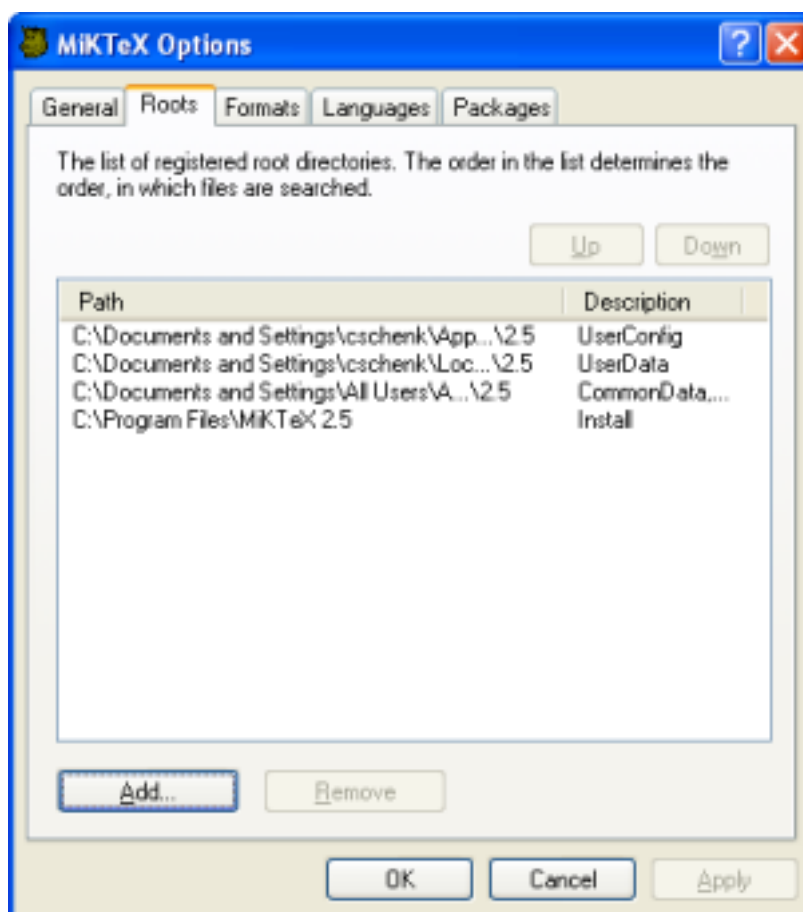 MiKTeX Options
General Roots Formats Languages Packages
The list of registered root directories. The order in the list determines the
order, in which files are searched.
Up Down
Path Description
C:\Documents and Settings\cschenk\App...\2.5 UserConfig
C:\Documents and Settings\cschenk\Loc...\2.5 UserData
C:\Documents and Settings\All Users\A...\2.5 CommonData,...
C:\Program Files\MiKTeX 2.5 Install
Add... Remove
OK Cancel Apply